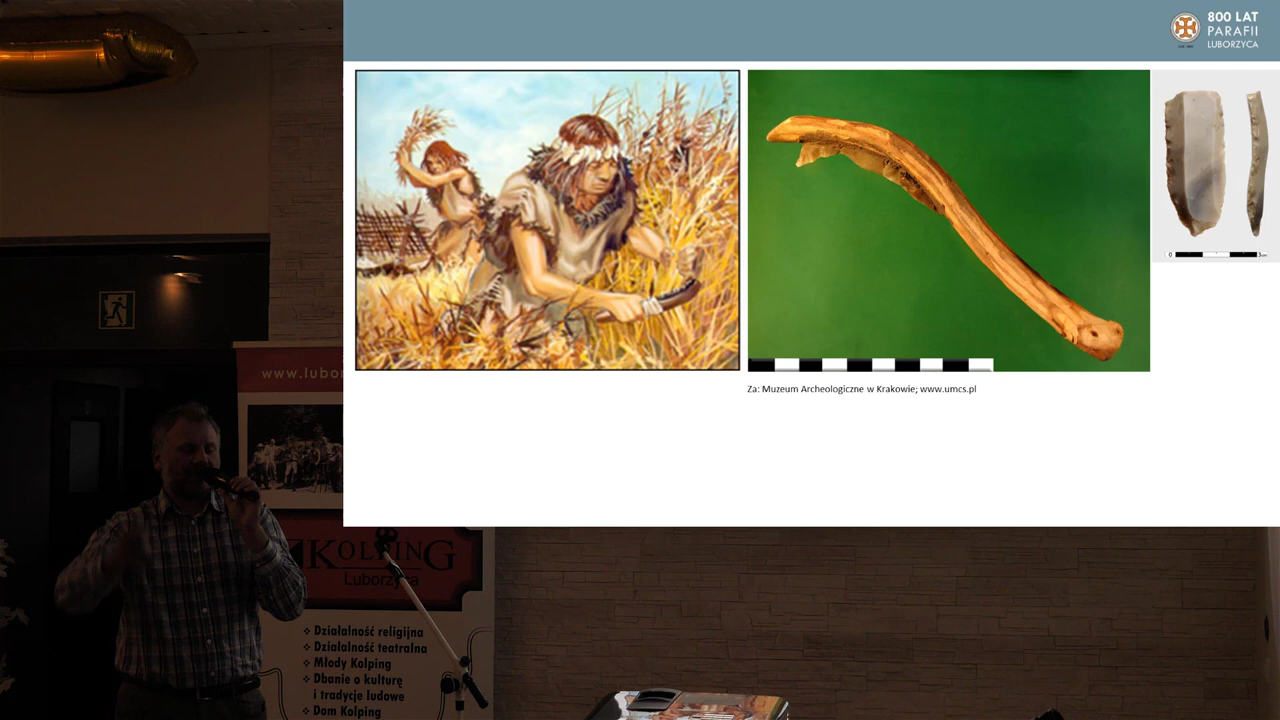 800 LAT
PARAFII
LUBORZYCA
0
Za: Muzeum Archeologiczne w Krakowie; www.umcs.pl
www.lubor
KOLPING
Luborzyca
❖ Działalność religijna
❖ Działalność teatralna
❖ Młody Kolping
❖ Dbanie o kulturę
i tradycje ludowe
❖ Dom Kolping